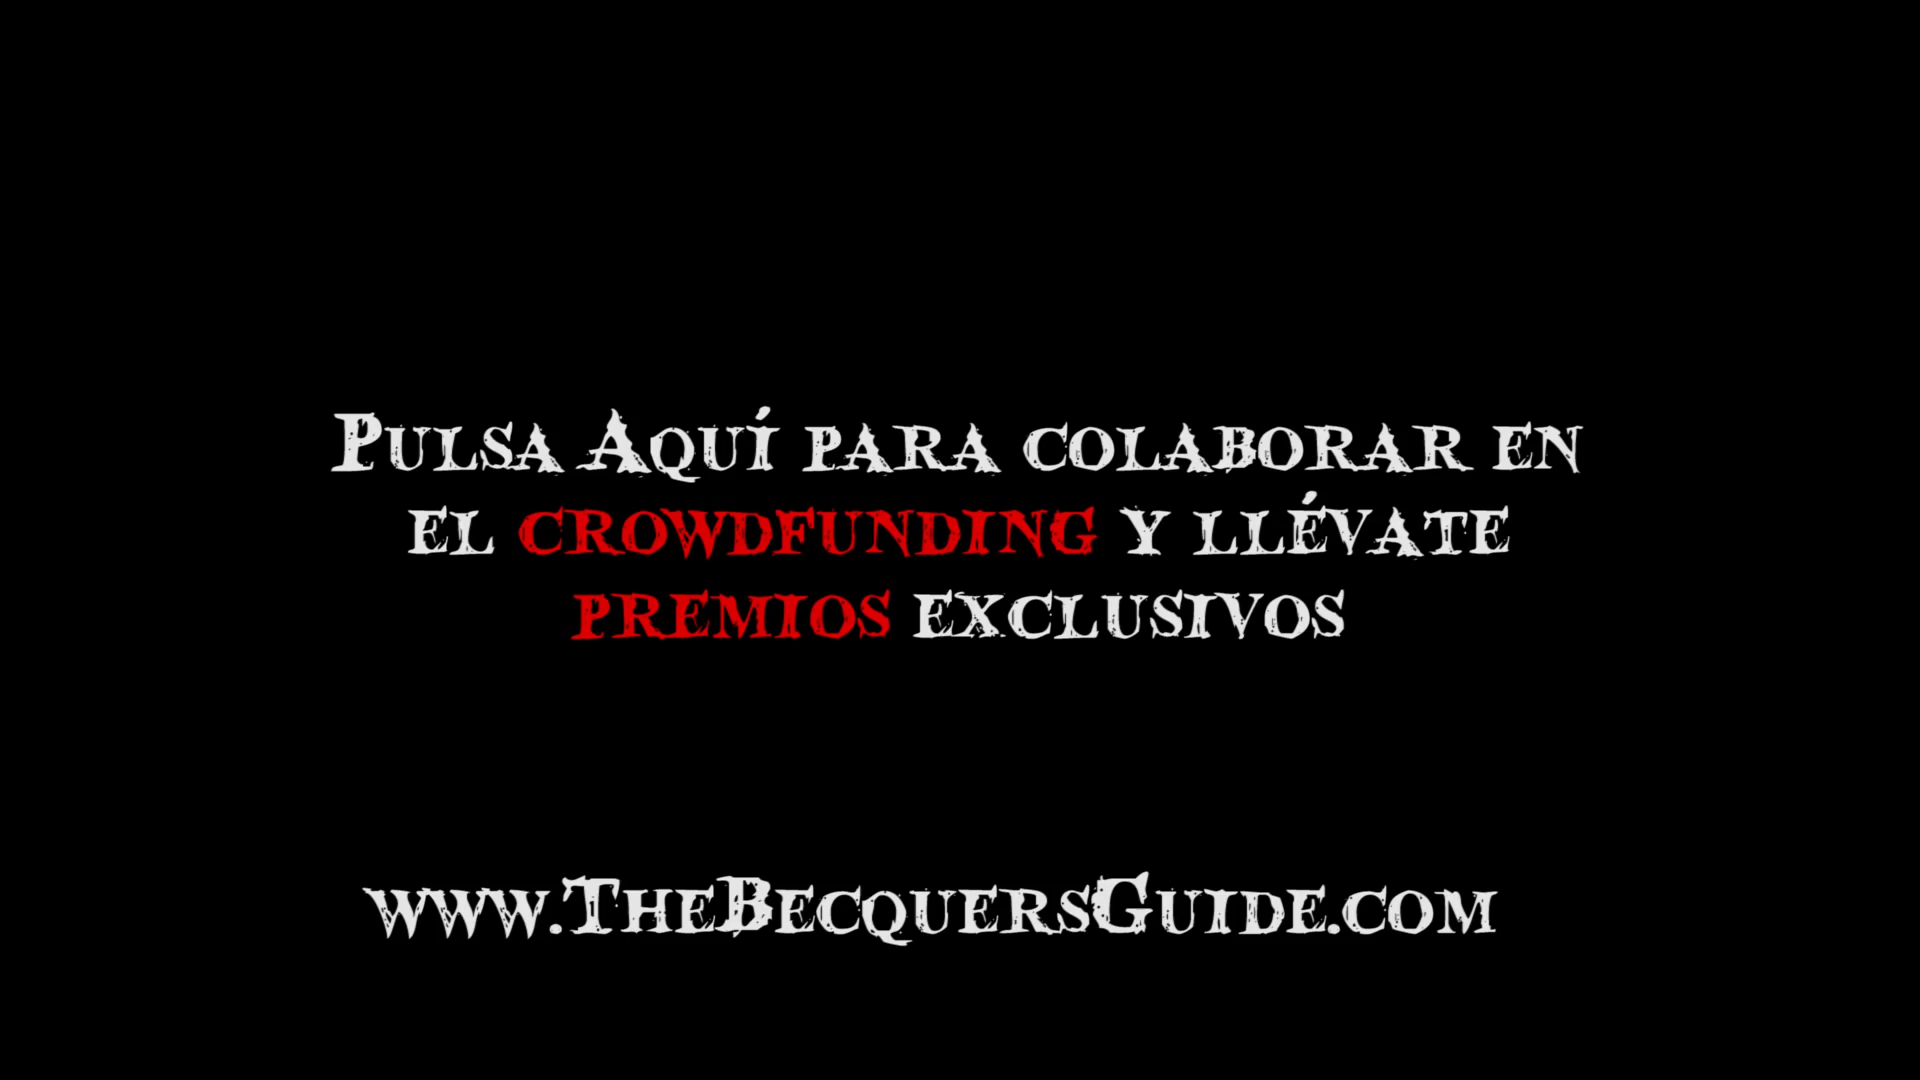 Pulsa Aquí para colaborar en
el crowdfunding y llévate
premios exclusivos
www.TheBecquersGuide.com